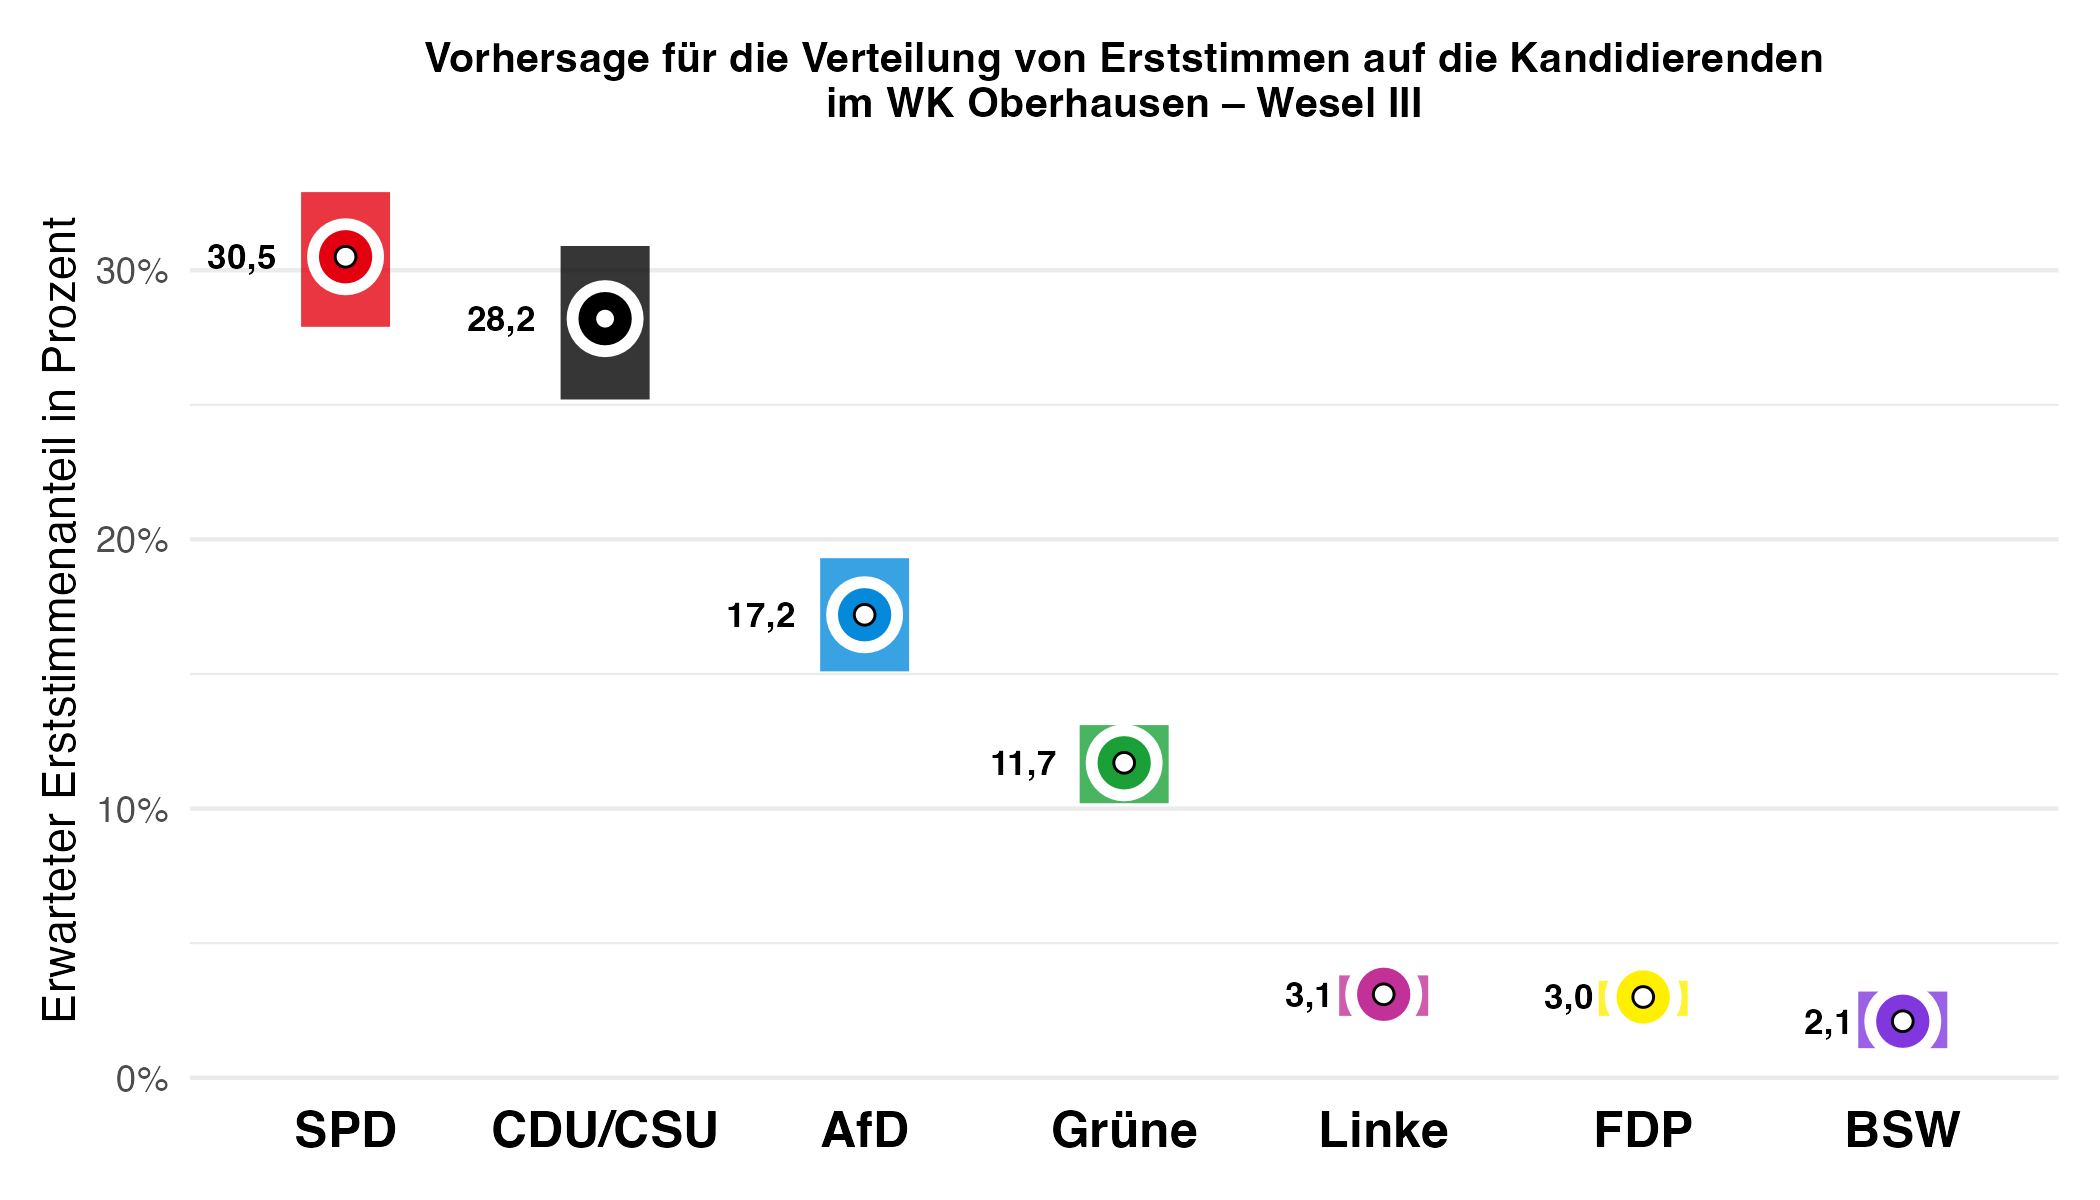 Vorhersage für die Verteilung von Erststimmen auf die Kandidierenden
im WK Oberhausen – Wesel III
Erwarteter Erststimmenanteil in Prozent
30%
20%
10%
0%
30,5
28,2
17,2
11,7
3,1
3,0
2,1
SPD
CDU/CSU
AfD
Grüne
Linke
FDP
BSW